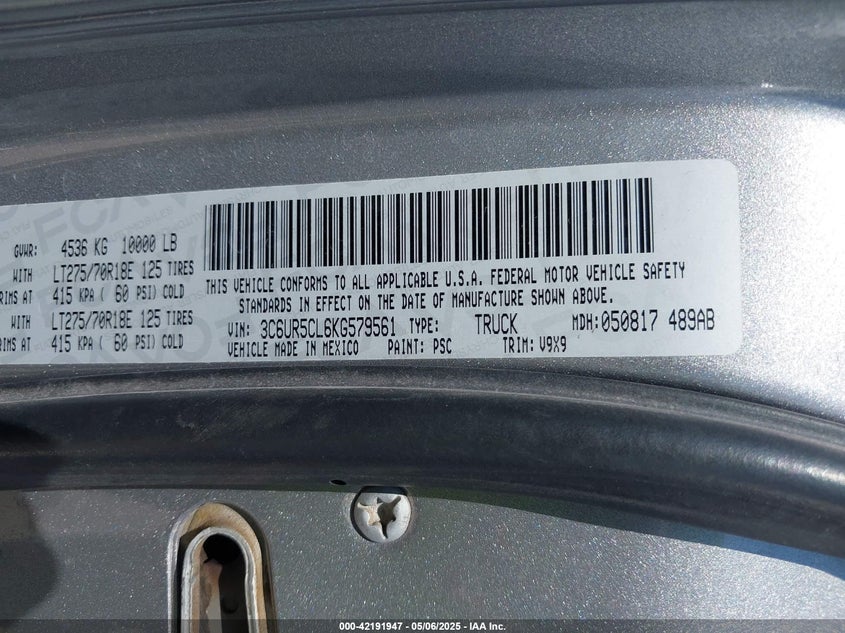 GVWR: 4536 KG 10000 LB
WITH LT275/70R18E 125 TIRES
RIMS AT 415 KPA ( 60 PSI) COLD
WITH LT275/70R18E 125 TIRES
RIMS AT 415 KPA ( 60 PSI) COLD
THIS VEHICLE CONFORMS TO ALL APPLICABLE U.S.A. FEDERAL MOTOR VEHICLE SAFETY
STANDARDS IN EFFECT ON THE DATE OF MANUFACTURE SHOWN ABOVE.
VIN: 3C6UR5CL6KG579561 TYPE: TRUCK MDH: 050817 489AB
VEHICLE MADE IN MEXICO PAINT: PSC TRIM: V9X9
000-42191947 - 05/06/2025 - IAA Inc.